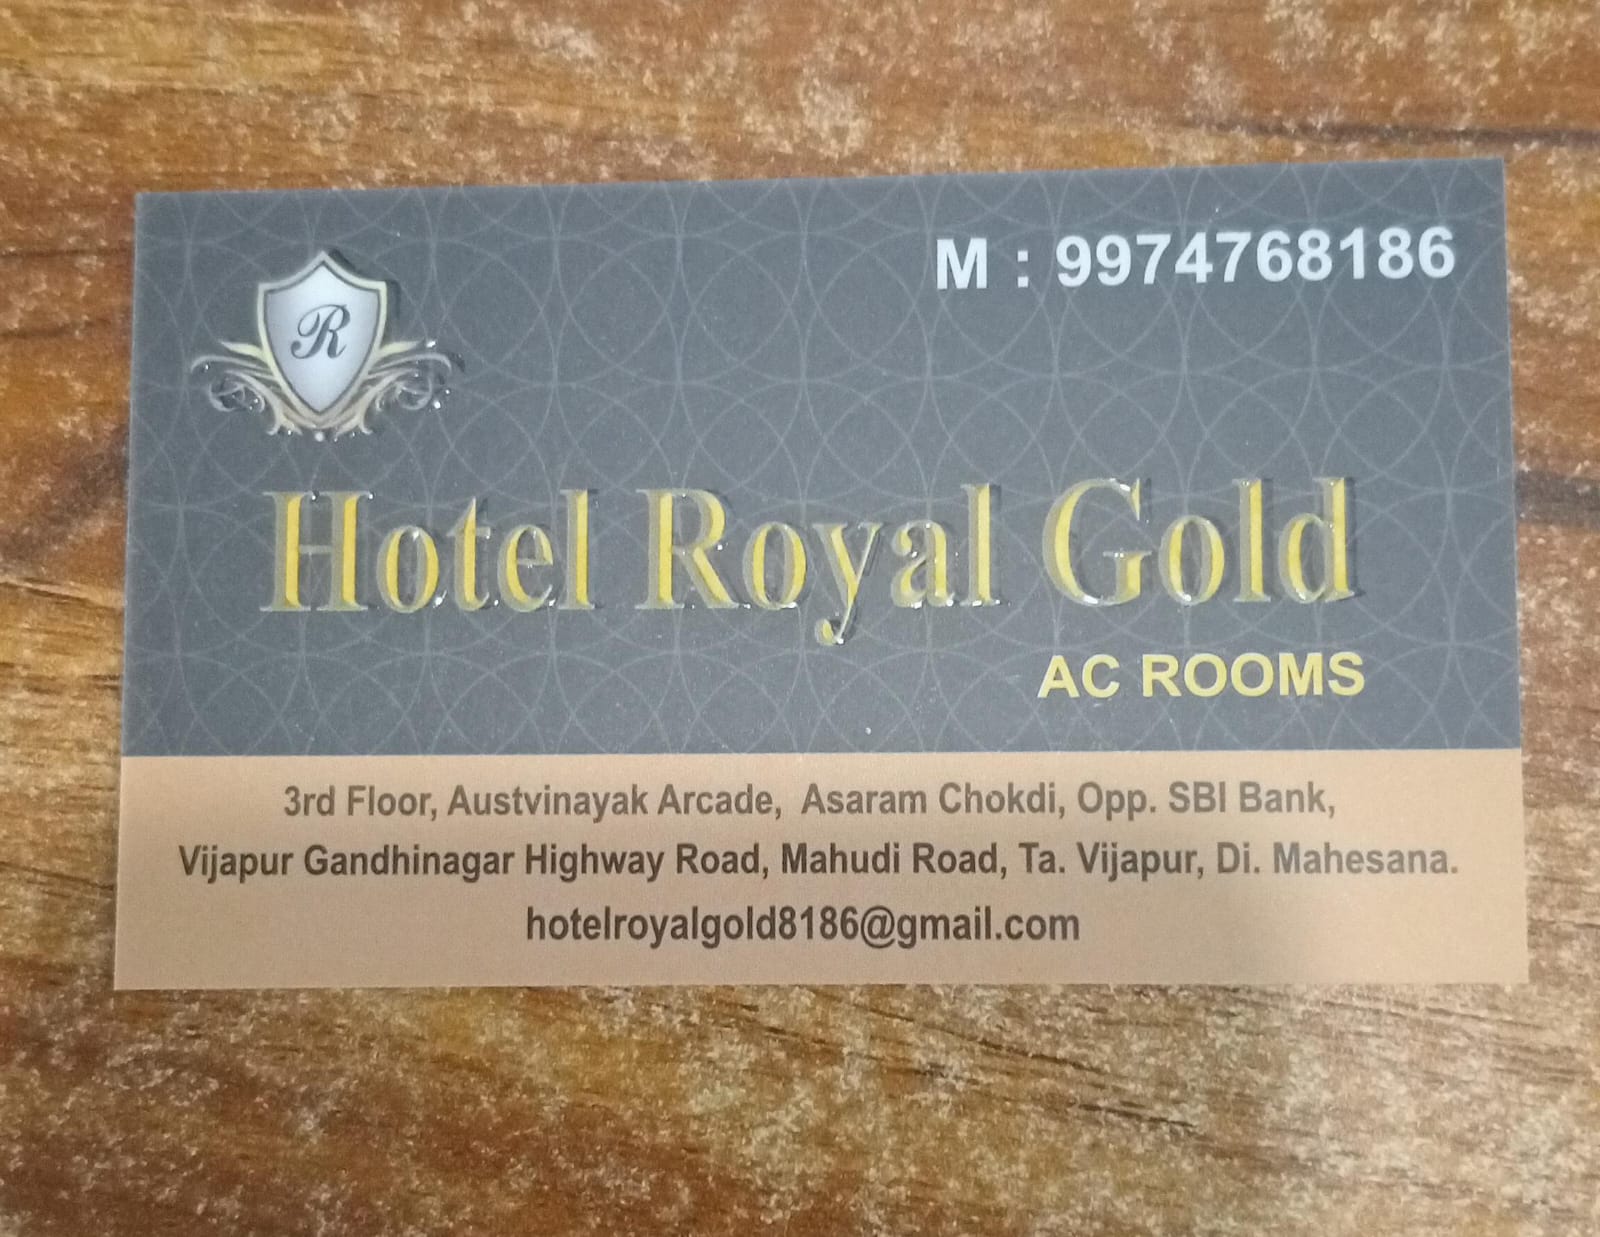 M : 9974768186
R
Hotel Royal Gold
AC ROOMS
3rd Floor, Austvinayak Arcade, Asaram Chokdi, Opp. SBI Bank,
Vijapur Gandhinagar Highway Road, Mahudi Road, Ta. Vijapur, Di. Mahesana.
hotelroyalgold8186@gmail.com